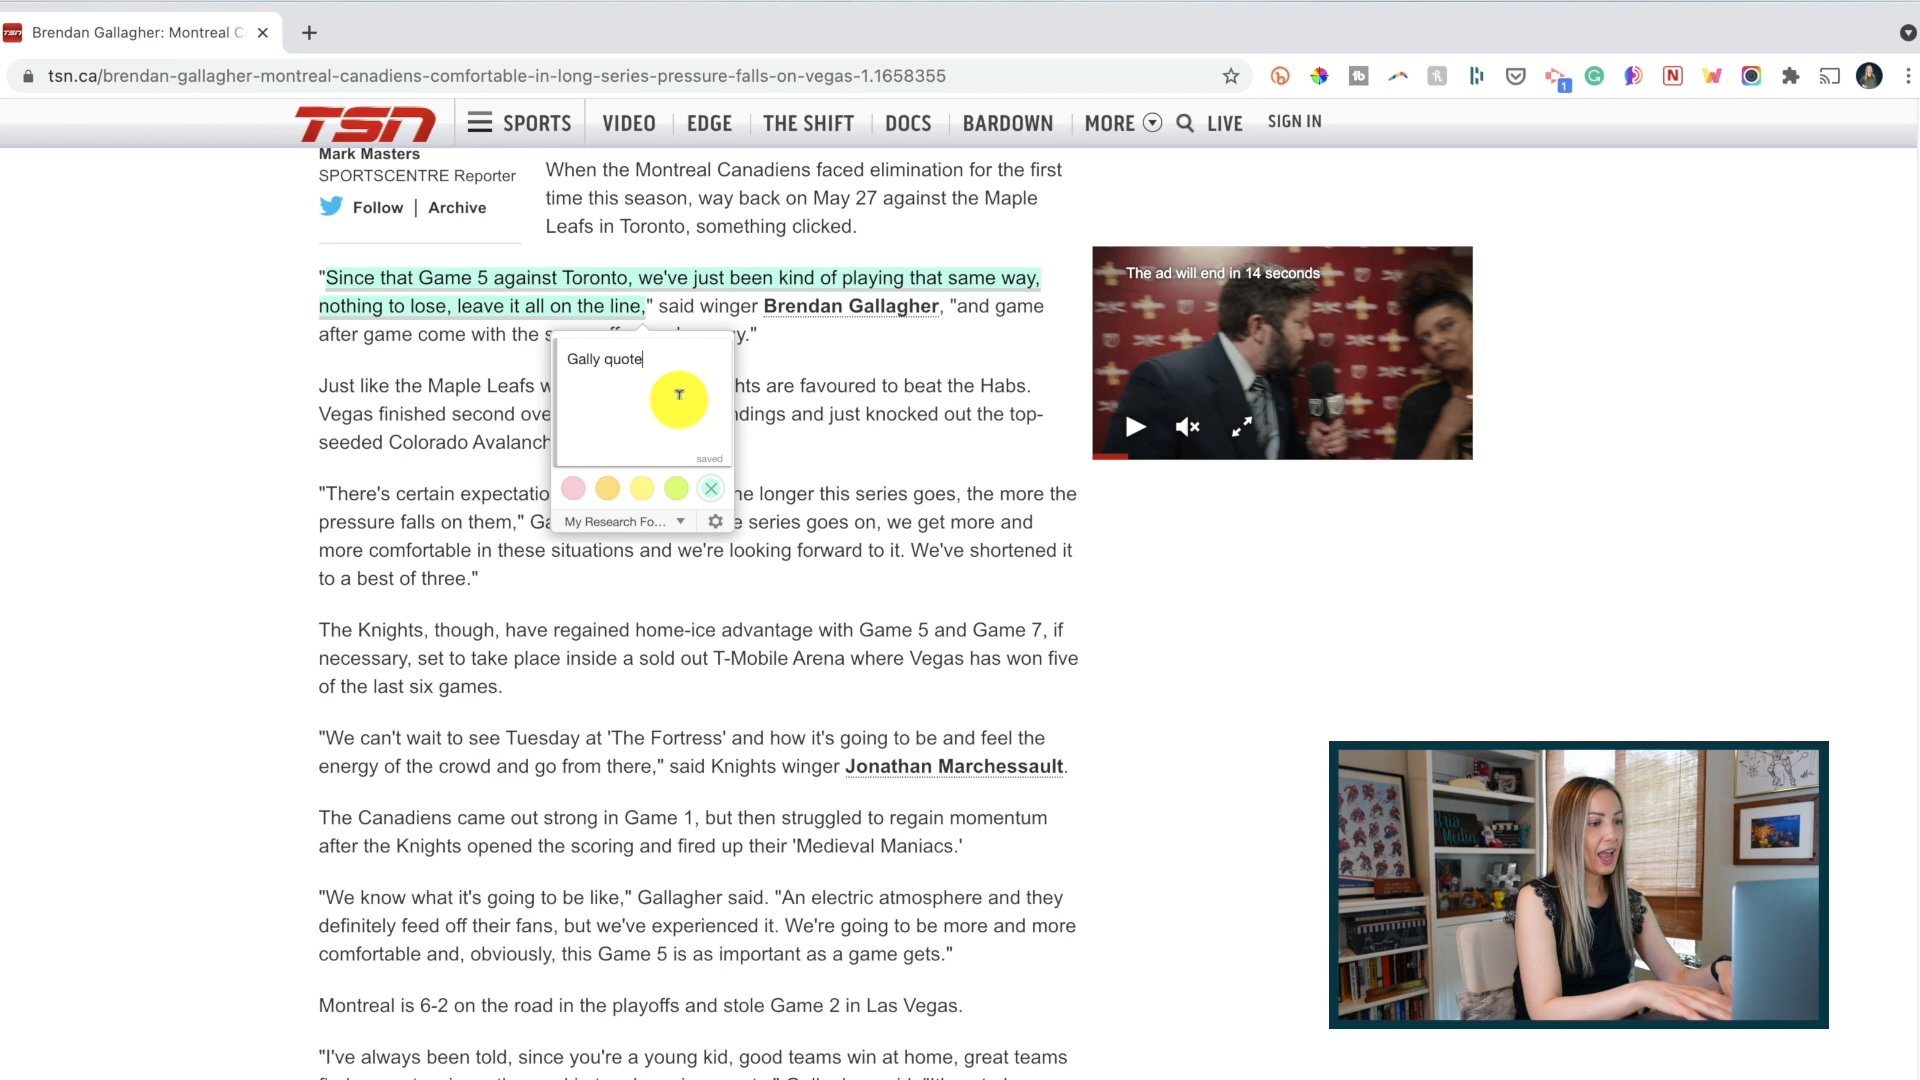 TSN
Brendan Gallagher: Montreal C
tsn.ca/brendan-gallagher-montreal-canadiens-comfortable-in-long-series-pressure-falls-on-vegas-1.1658355
1
TSN
SPORTS VIDEO EDGE THE SHIFT DOCS BARDOWN MORE LIVE SIGN IN
Mark Masters
SPORTSCENTRE Reporter
Follow | Archive
When the Montreal Canadiens faced elimination for the first
time this season, way back on May 27 against the Maple
Leafs in Toronto, something clicked.
"Since that Game 5 against Toronto, we've just been kind of playing that same way,
nothing to lose, leave it all on the line," said winger Brendan Gallagher, "and game
after game come with the s y."
Gally quote
saved
My Research Fo...
Just like the Maple Leafs w hts are favoured to beat the Habs.
Vegas finished second ove ndings and just knocked out the top-
seeded Colorado Avalanch
"There's certain expectatio he longer this series goes, the more the
pressure falls on them," Ga e series goes on, we get more and
more comfortable in these situations and we're looking forward to it. We've shortened it
to a best of three."
The Knights, though, have regained home-ice advantage with Game 5 and Game 7, if
necessary, set to take place inside a sold out T-Mobile Arena where Vegas has won five
of the last six games.
"We can't wait to see Tuesday at 'The Fortress' and how it's going to be and feel the
energy of the crowd and go from there," said Knights winger Jonathan Marchessault.
The Canadiens came out strong in Game 1, but then struggled to regain momentum
after the Knights opened the scoring and fired up their 'Medieval Maniacs.'
"We know what it's going to be like," Gallagher said. "An electric atmosphere and they
definitely feed off their fans, but we've experienced it. We're going to be more and more
comfortable and, obviously, this Game 5 is as important as a game gets."
Montreal is 6-2 on the road in the playoffs and stole Game 2 in Las Vegas.
"I've always been told, since you're a young kid, good teams win at home, great teams
The ad will end in 14 seconds
Media